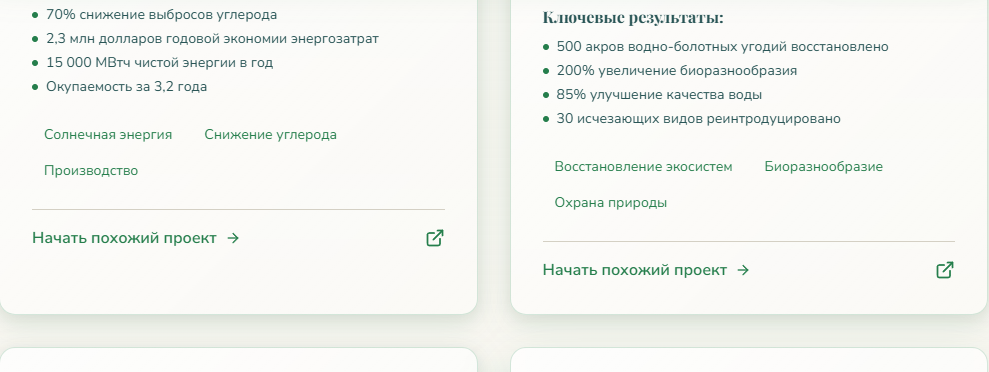 70% снижение выбросов углерода
2,3 млн долларов годовой экономии энергозатрат
15 000 МВтч чистой энергии в год
Окупаемость за 3,2 года
Солнечная энергия Снижение углерода
Производство
Начать похожий проект →
Ключевые результаты:
500 акров водно-болотных угодий восстановлено
200% увеличение биоразнообразия
85% улучшение качества воды
30 исчезающих видов реинтродуцировано
Восстановление экосистем Биоразнообразие
Охрана природы
Начать похожий проект →